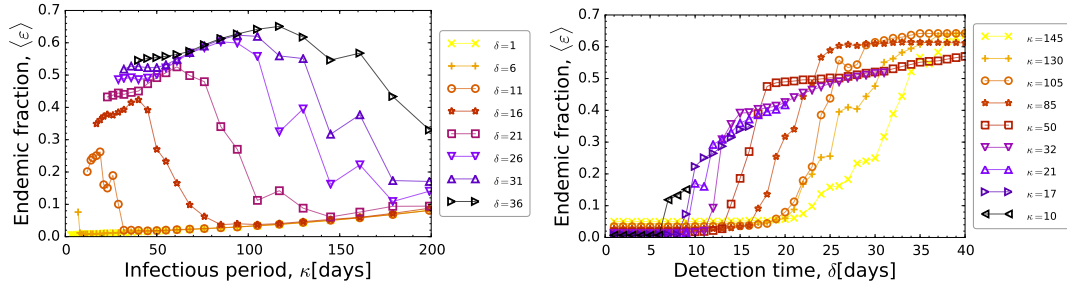 0.7
0.6
0.5
0.4
0.3
0.2
0.1
0.0
Endemic fraction, ⟨ε⟩
0 50 100 150 200
Infectious period, κ[days]
δ=1
δ=6
δ=11
δ=16
δ=21
δ=26
δ=31
δ=36
0.7
0.6
0.5
0.4
0.3
0.2
0.1
0.0
Endemic fraction, ⟨ε⟩
0 5 10 15 20 25 30 35 40
Detection time, δ[days]
κ=145
κ=130
κ=105
κ=85
κ=50
κ=32
κ=21
κ=17
κ=10